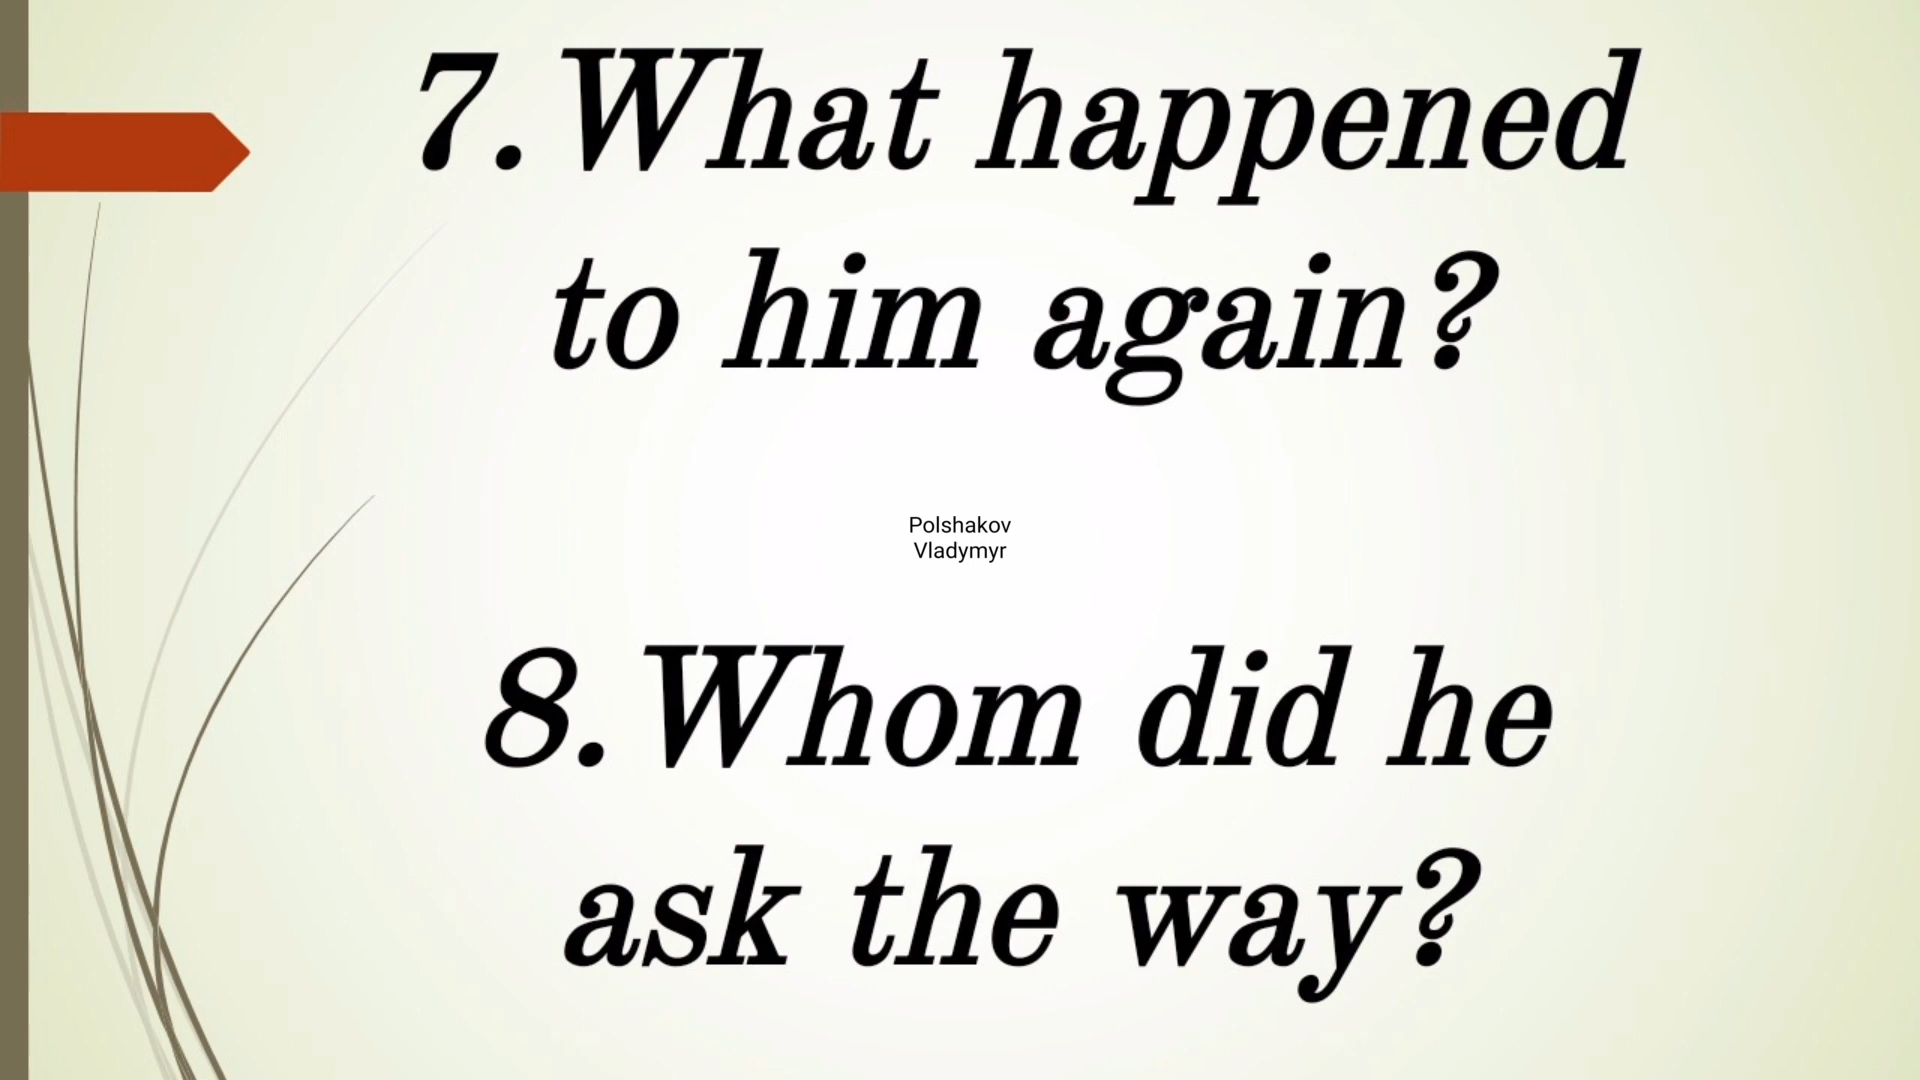 7. What happened
to him again?
Polshakov
Vladymyr
8. Whom did he
ask the way?